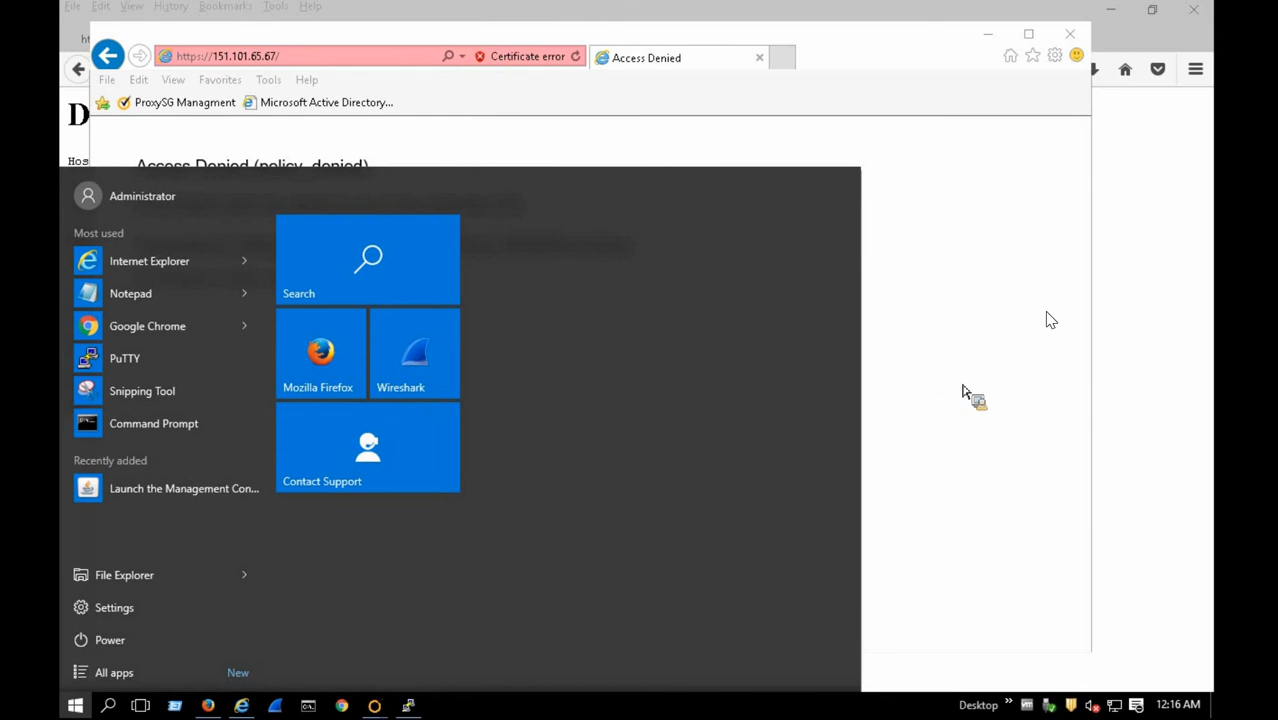 File Edit View History Bookmarks Tools Help
https://151.101.65.67/ Certificate error Access Denied
File Edit View Favorites Tools Help
ProxySG Managment Microsoft Active Directory...
D
Hos
Access Denied (policy_denied)
Administrator
Most used
Internet Explorer
Notepad
Google Chrome
PuTTY
Snipping Tool
Command Prompt
Recently added
Launch the Management Con...
File Explorer
Settings
Power
All apps New
Search
Mozilla Firefox Wireshark
Contact Support
Desktop 12:16 AM